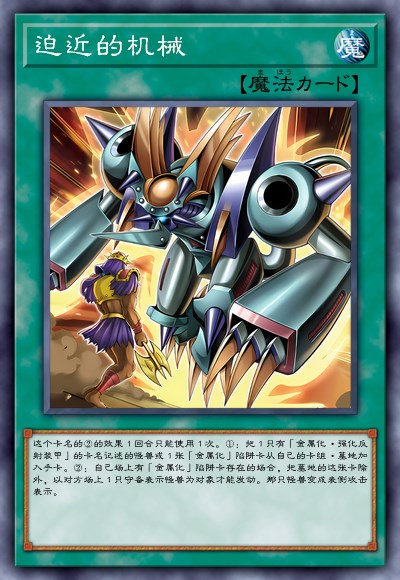 迫近的机械
魔
【魔法カード】
ま ほう
这个卡名的②的效果1回合只能使用1次。①：把1只有「金属化·强化反
射装甲」的卡名记述的怪兽或1张「金属化」陷阱卡从自己的卡组·墓地加
入手卡。②：自己场上有「金属化」陷阱卡存在的场合，把墓地的这张卡除
外，以对方场上1只守备表示怪兽为对象才能发动。那只怪兽变成表侧攻击
表示。